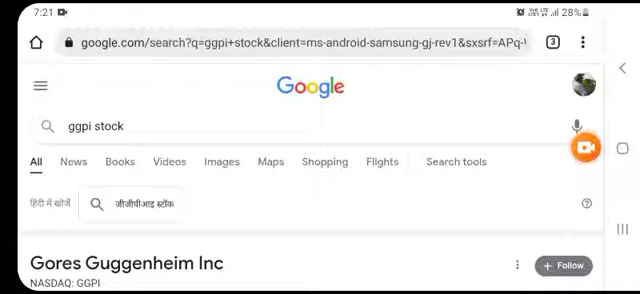 7:21
28%
google.com/search?q=ggpi+stock&client=ms-android-samsung-gj-rev1&sxsrf=APq-
3
Google
ggpi stock
All News Books Videos Images Maps Shopping Flights Search tools
हिंदी में खोजें जीजीपीआइ स्टॉक
Gores Guggenheim Inc
+ Follow
NASDAQ: GGPI